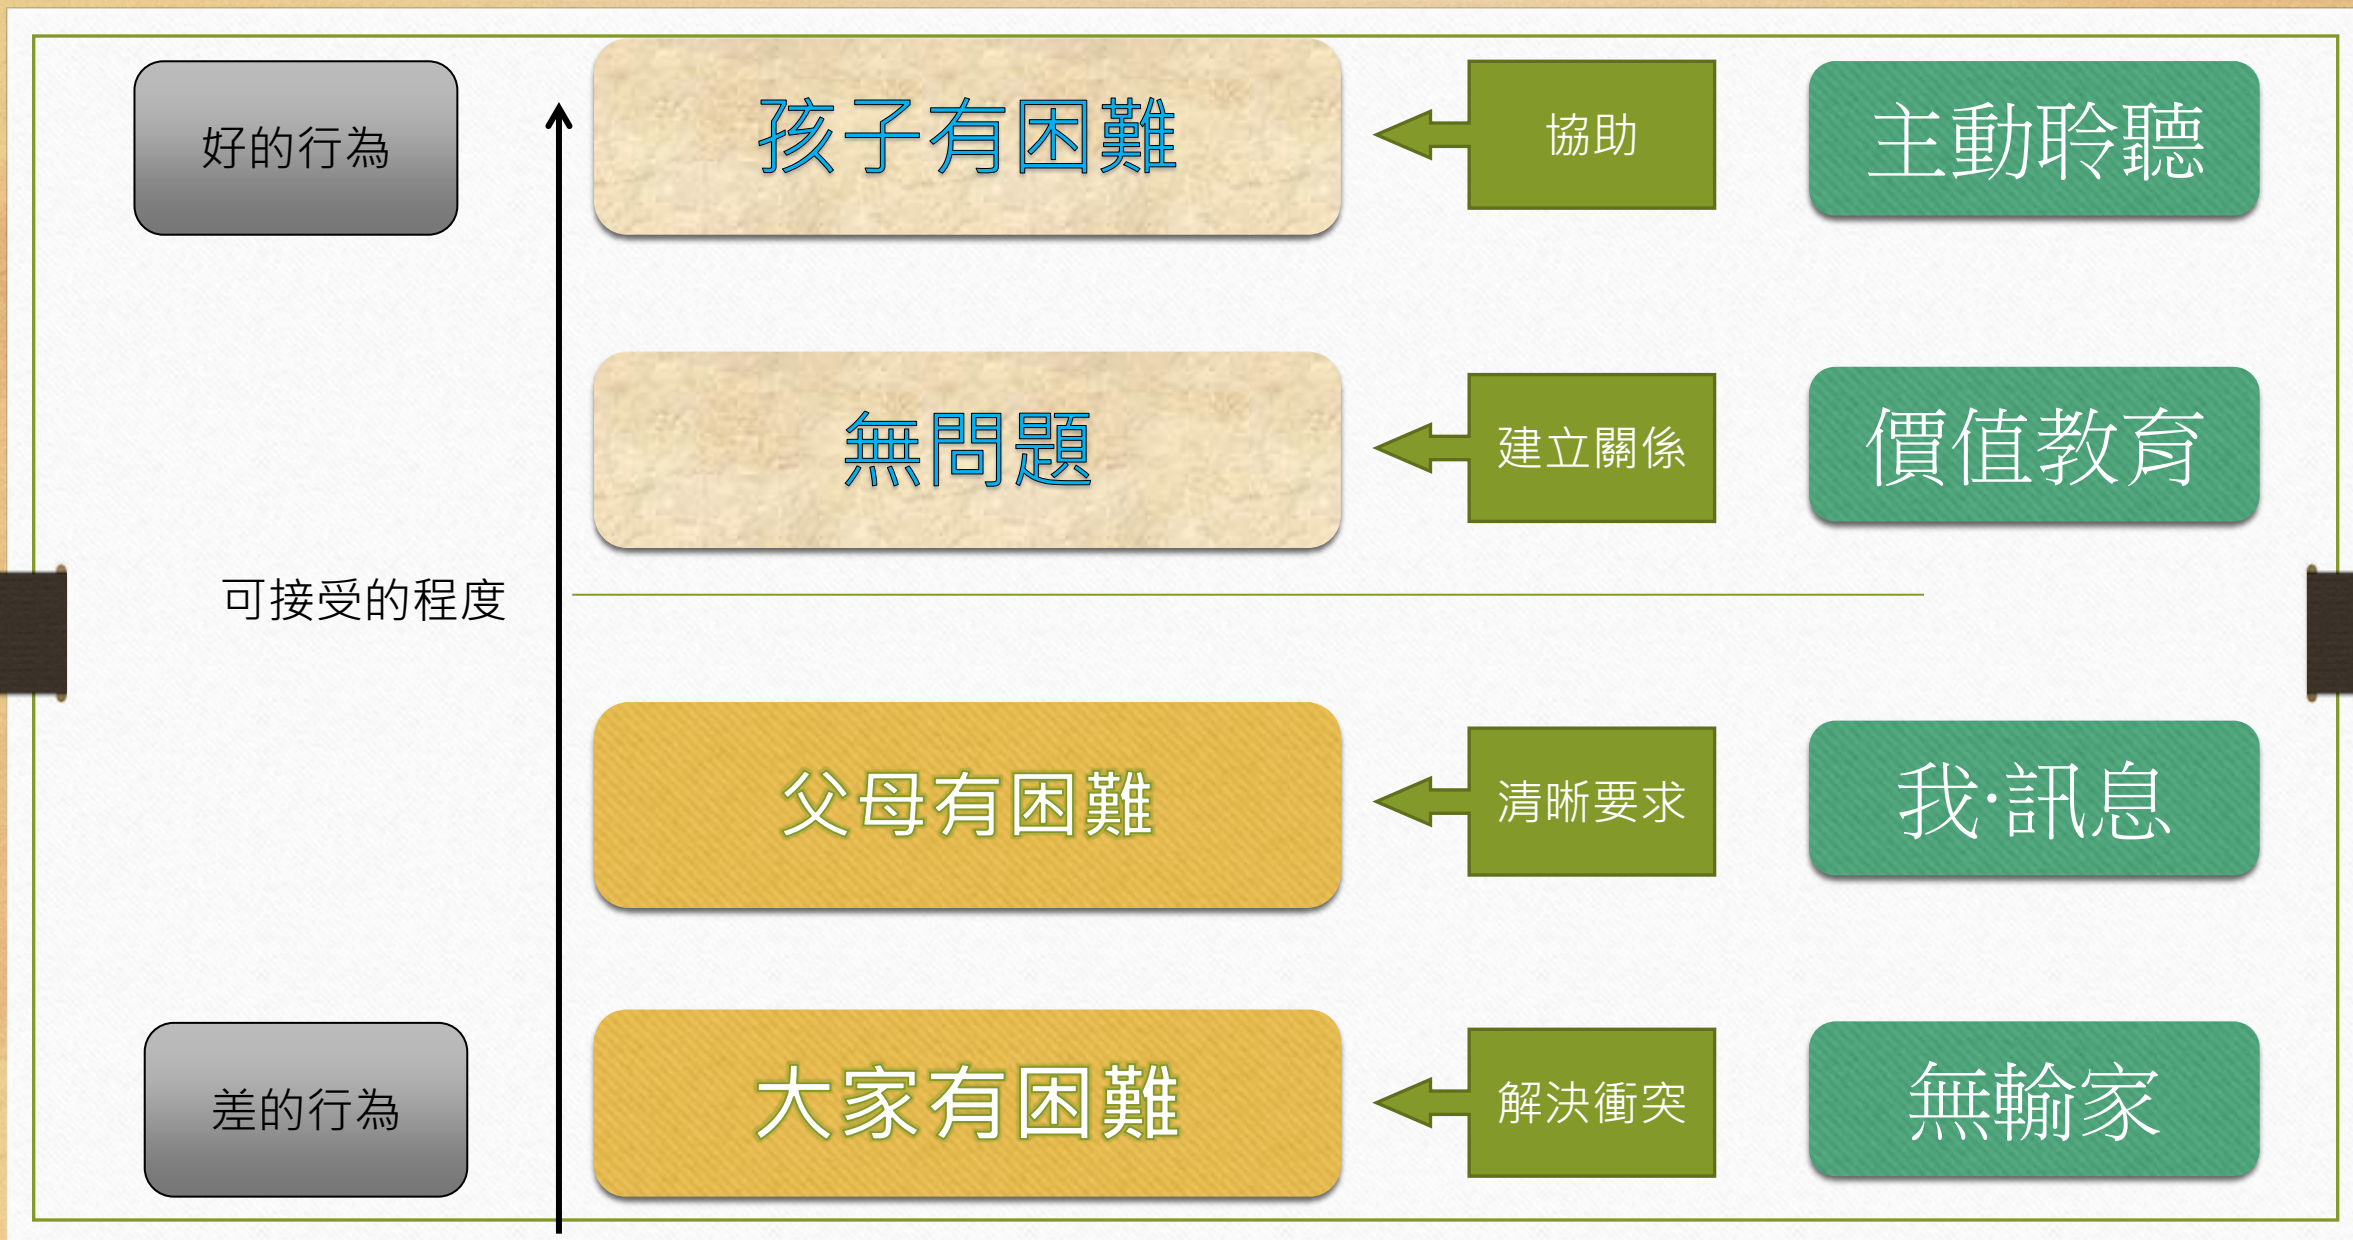 好的行為
孩子有困難
協助
主動聆聽
無問題
建立關係
價值教育
可接受的程度
父母有困難
清晰要求
我·訊息
差的行為
大家有困難
解決衝突
無輸家